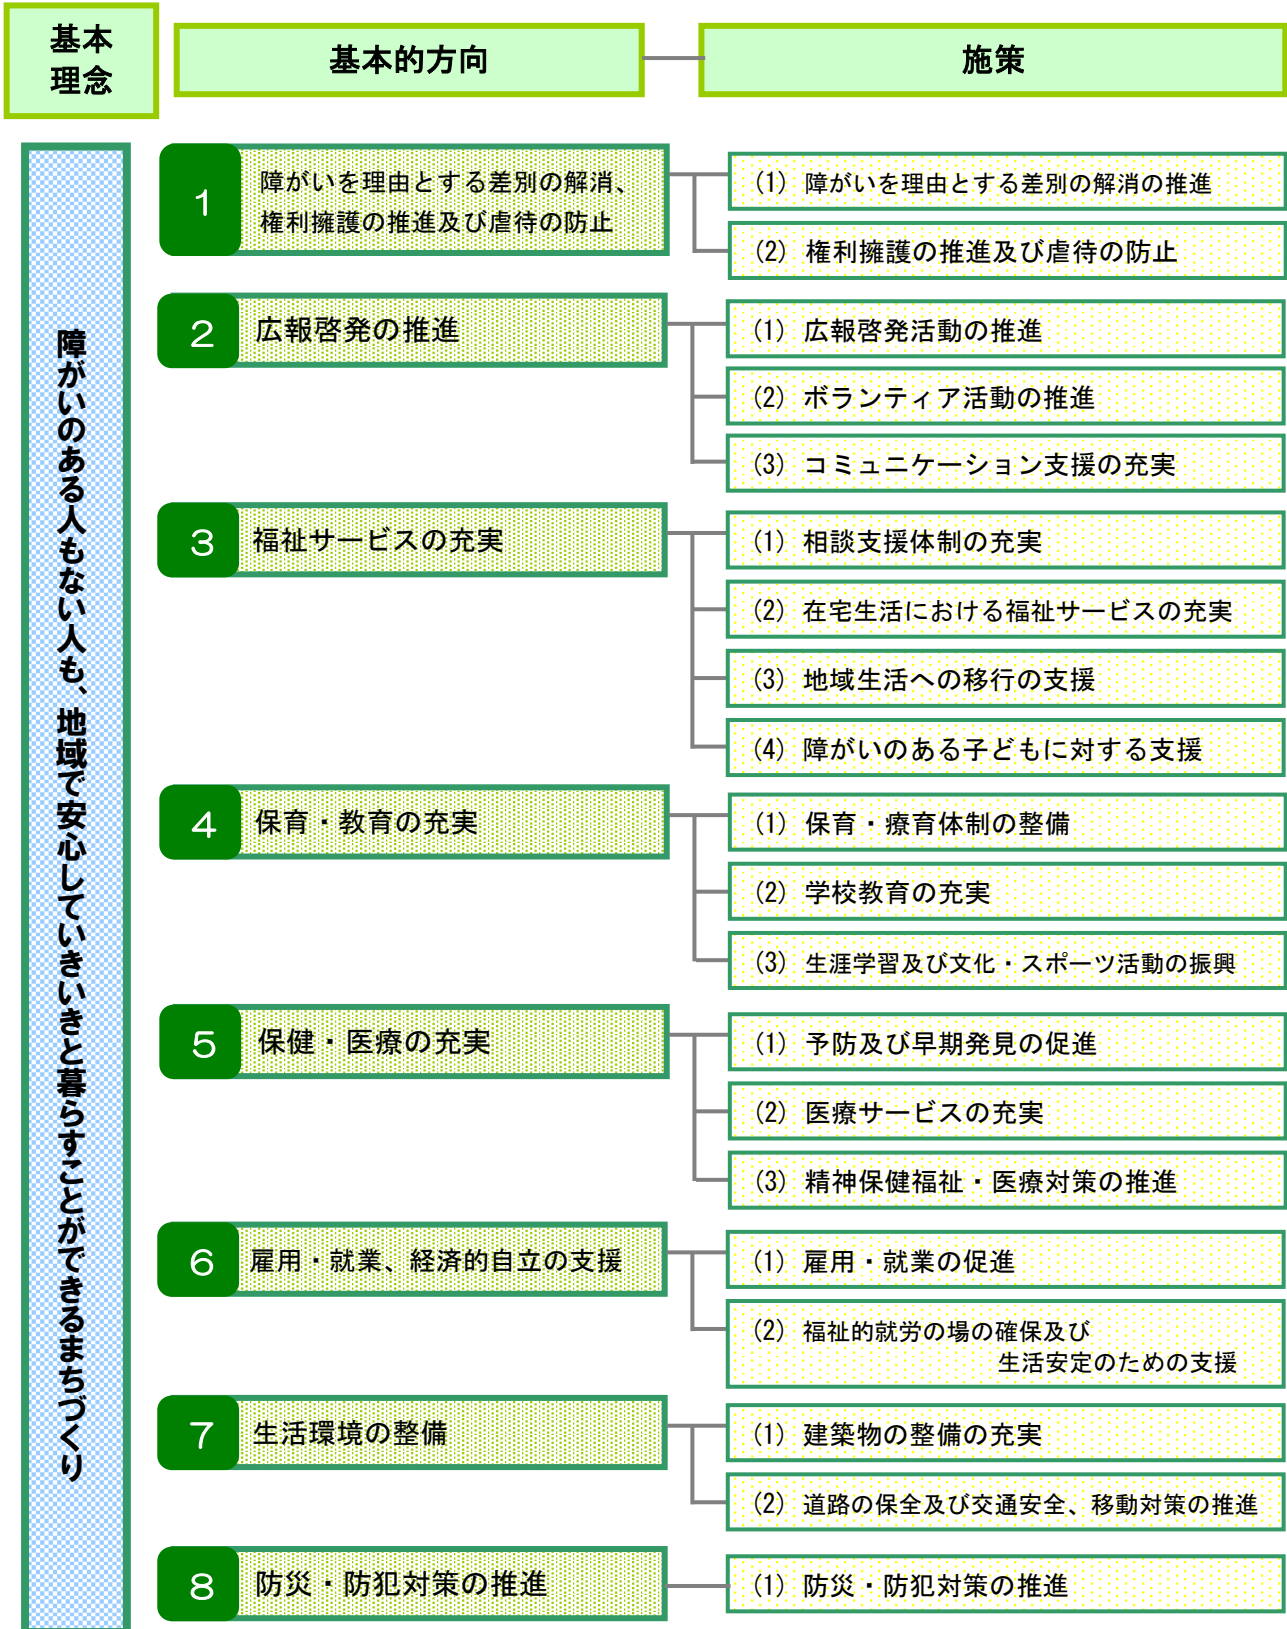 基本
理念
基本的方向
施策
障がいのある人もない人も、地域で安心していきいきと暮らすことができるまちづくり
1
障がいを理由とする差別の解消、
権利擁護の推進及び虐待の防止
(1) 障がいを理由とする差別の解消の推進
(2) 権利擁護の推進及び虐待の防止
2
広報啓発の推進
(1) 広報啓発活動の推進
(2) ボランティア活動の推進
(3) コミュニケーション支援の充実
3
福祉サービスの充実
(1) 相談支援体制の充実
(2) 在宅生活における福祉サービスの充実
(3) 地域生活への移行の支援
(4) 障がいのある子どもに対する支援
4
保育・教育の充実
(1) 保育・療育体制の整備
(2) 学校教育の充実
(3) 生涯学習及び文化・スポーツ活動の振興
5
保健・医療の充実
(1) 予防及び早期発見の促進
(2) 医療サービスの充実
(3) 精神保健福祉・医療対策の推進
6
雇用・就業、経済的自立の支援
(1) 雇用・就業の促進
(2) 福祉的就労の場の確保及び
生活安定のための支援
7
生活環境の整備
(1) 建築物の整備の充実
(2) 道路の保全及び交通安全、移動対策の推進
8
防災・防犯対策の推進
(1) 防災・防犯対策の推進